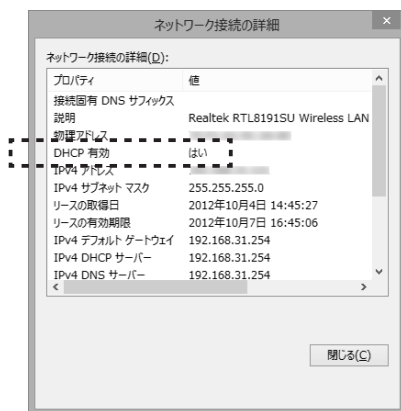 ネットワーク接続の詳細
ネットワーク接続の詳細(D):
プロパティ 値
接続固有 DNS サフィックス
説明 Realtek RTL8191SU Wireless LAN
物理アドレス
DHCP 有効 はい
IPv4 アドレス
IPv4 サブネット マスク 255.255.255.0
リースの取得日 2012年10月4日 14:45:27
リースの有効期限 2012年10月7日 16:45:06
IPv4 デフォルト ゲートウェイ 192.168.31.254
IPv4 DHCP サーバー 192.168.31.254
IPv4 DNS サーバー 192.168.31.254
閉じる(C)